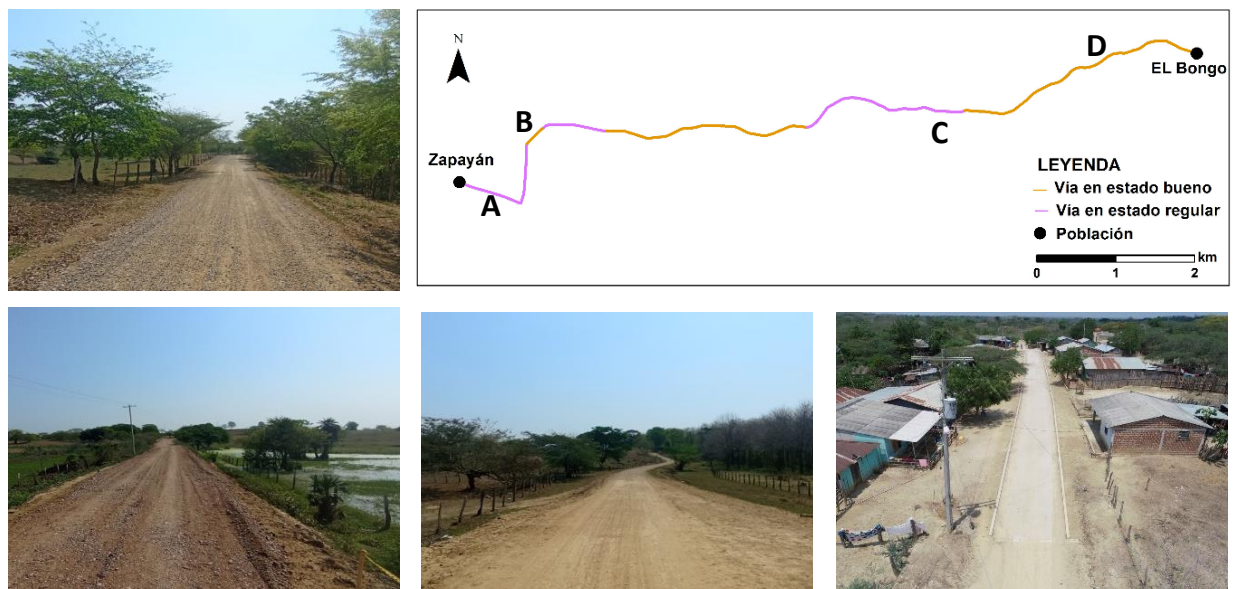 N
D
EL Bongo
B
C
Zapayán
A
LEYENDA
Vía en estado bueno
Vía en estado regular
Población
km
0 1 2